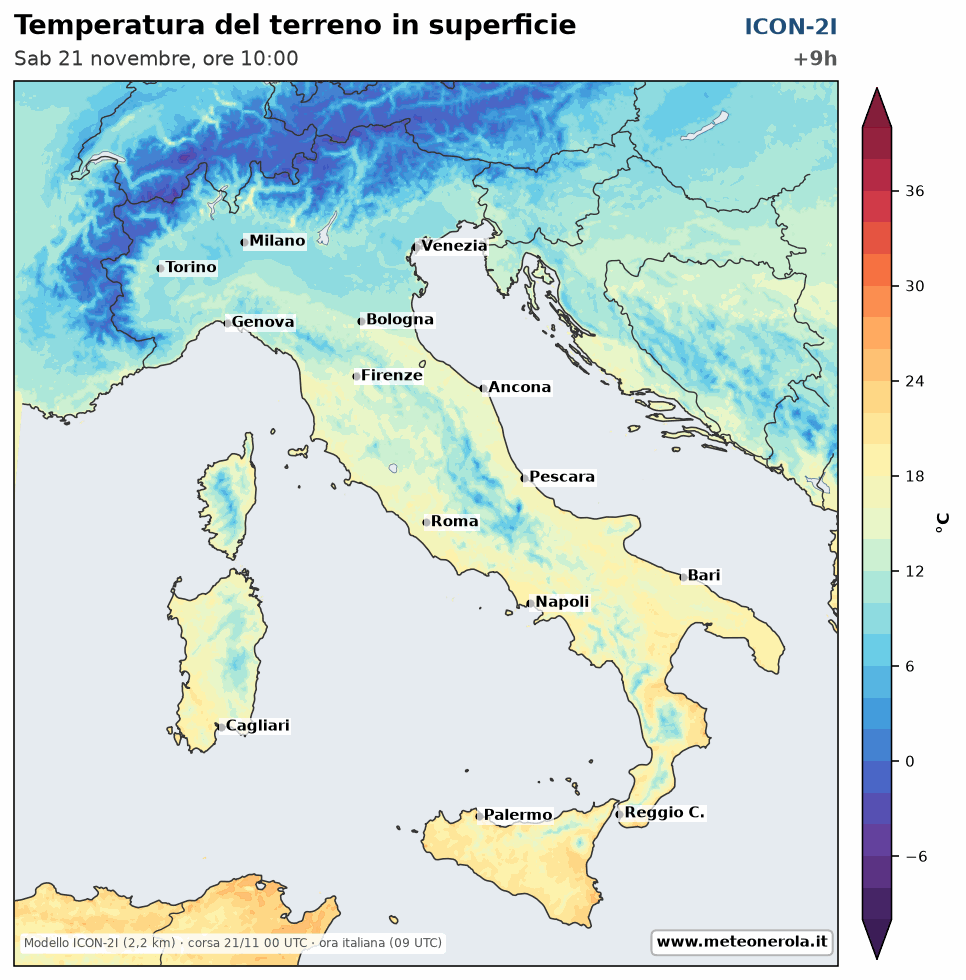 Temperatura del terreno in superficie
ICON-2I
Sab 21 novembre, ore 10:00
+9h
Milano
Venezia
Torino
Genova
Bologna
Firenze
Ancona
Pescara
Roma
Bari
Napoli
Cagliari
Palermo
Reggio C.
36
30
24
18
12
6
0
−6
°C
Modello ICON-2I (2,2 km) · corsa 21/11 00 UTC · ora italiana (09 UTC)
www.meteonerola.it